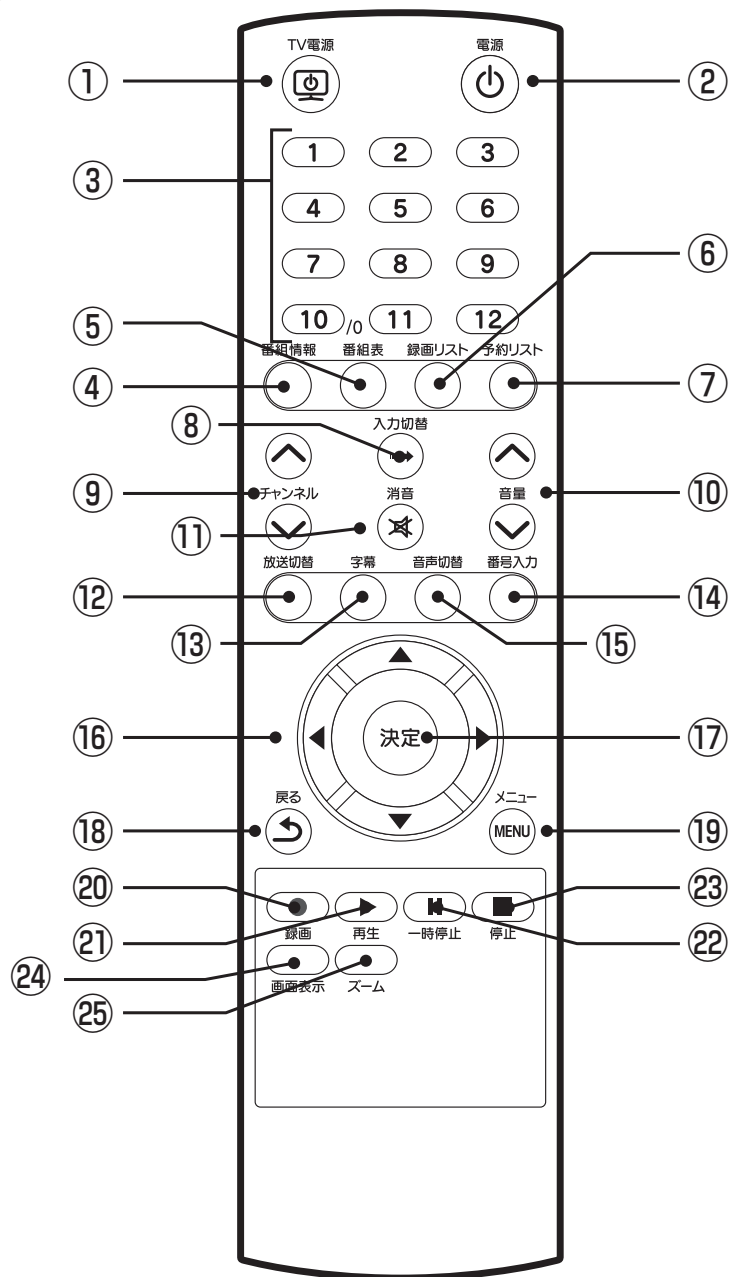 TV電源 電源
① ②
1 2 3
③
4 5 6
7 8 9
⑥
⑤ 10 /0 11 12
番組情報 番組表 録画リスト 予約リスト
④ ⑦
⑧ 入力切替
⑨ チャンネル 消音 音量 ⑩
⑪
放送切替 字幕 音声切替 番号入力
⑫ ⑭
⑬ ⑮
⑯ 決定 ⑰
戻る メニュー
⑱ MENU ⑲
⑳ ㉓
㉑ 録画 再生 一時停止 停止 ㉒
㉔ 画面表示 ズーム
㉕